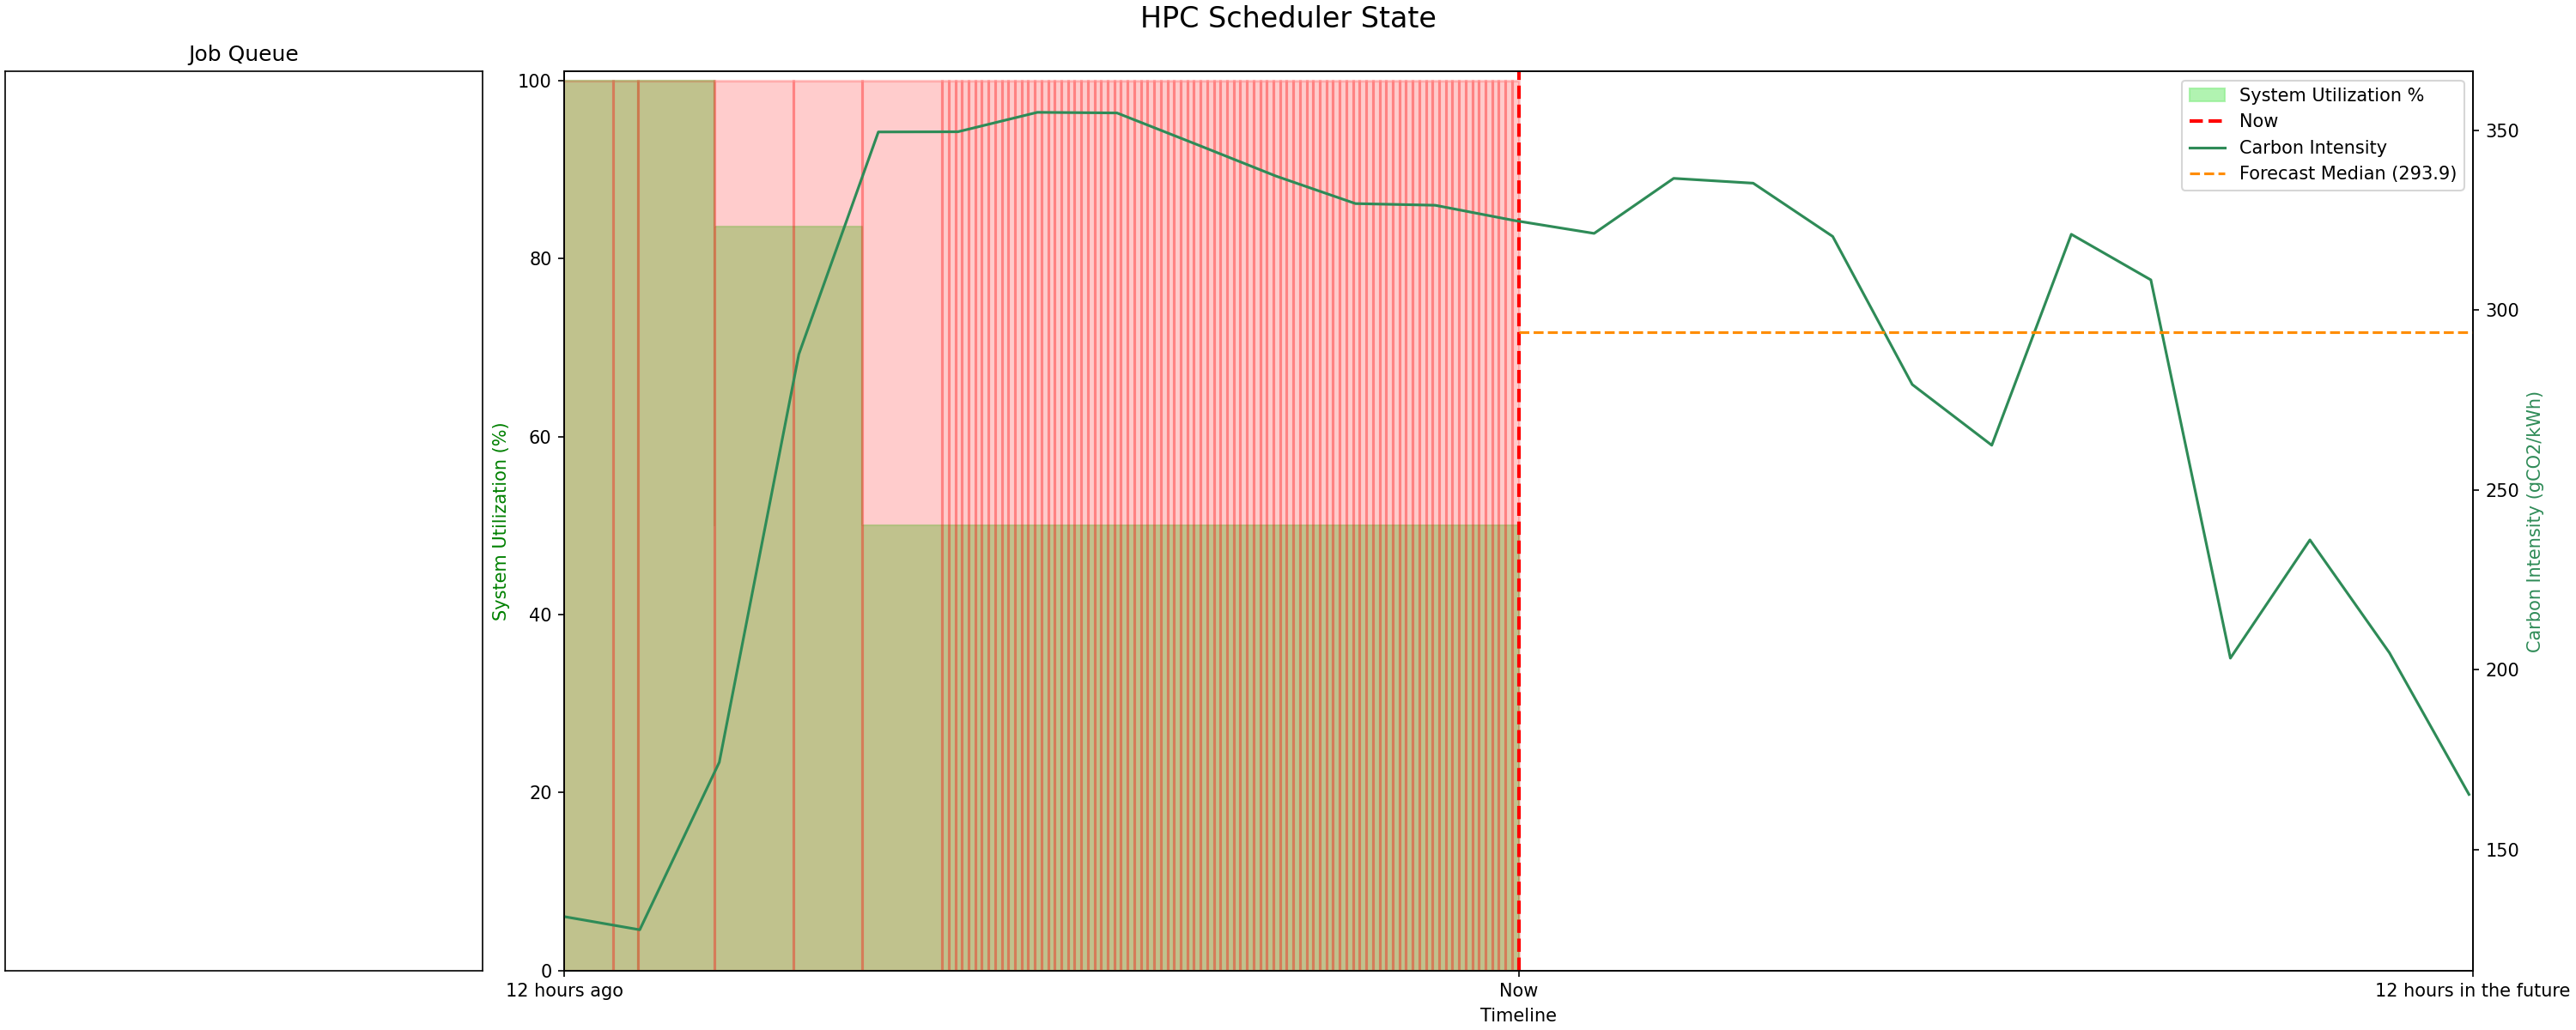 HPC Scheduler State
Job Queue
System Utilization (%)
100
80
60
40
20
0
System Utilization %
Now
Carbon Intensity
Forecast Median (293.9)
350
300
250
200
150
Carbon Intensity (gCO2/kWh)
12 hours ago
Now
12 hours in the future
Timeline